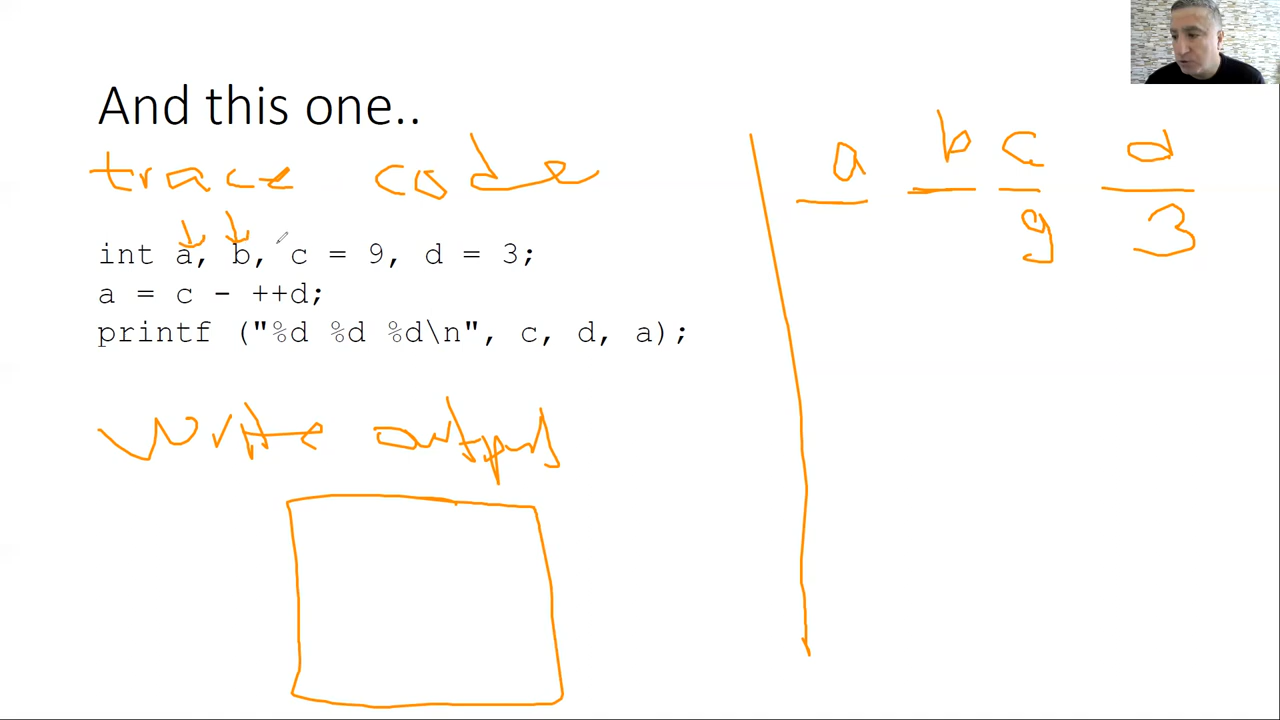 And this one..
trace code
int a, b, c = 9, d = 3;
a = c - ++d;
printf ("%d %d %d\n", c, d, a);
Write output
a b c d
9 3